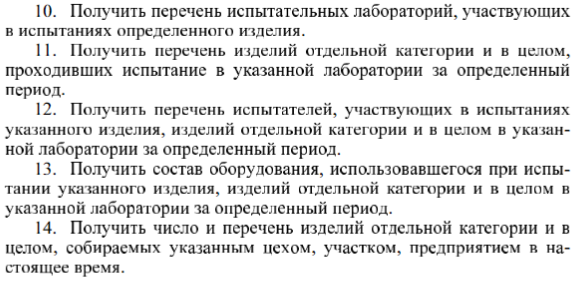 10. Получить перечень испытательных лабораторий, участвующих
в испытаниях определенного изделия.
11. Получить перечень изделий отдельной категории и в целом,
проходивших испытание в указанной лаборатории за определенный
период.
12. Получить перечень испытателей, участвующих в испытаниях
указанного изделия, изделий отдельной категории и в целом в указан-
ной лаборатории за определенный период.
13. Получить состав оборудования, использовавшегося при испы-
тании указанного изделия, изделий отдельной категории и в целом в
указанной лаборатории за определенный период.
14. Получить число и перечень изделий отдельной категории и в
целом, собираемых указанным цехом, участком, предприятием в на-
стоящее время.